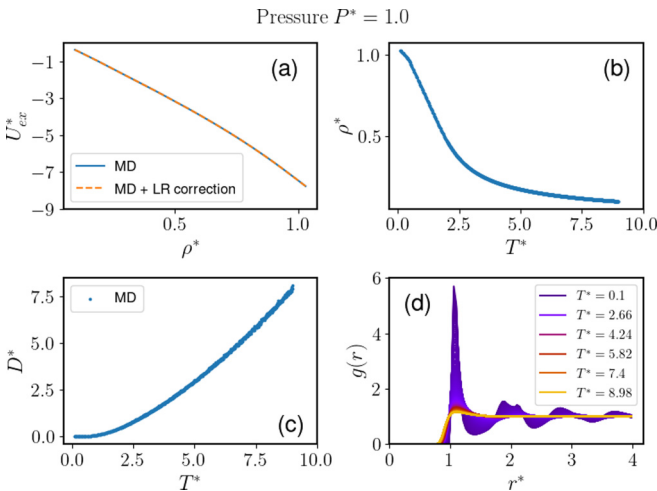 Pressure P* = 1.0
(a)
U*ex
−1
−3
−5
−7
−9
0.5
1.0
ρ*
MD
MD + LR correction
(b)
ρ*
1.0
0.5
0.0
2.5
5.0
7.5
10.0
T*
(c)
D*
7.5
5.0
2.5
0.0
0.0
2.5
5.0
7.5
10.0
T*
MD
(d)
g(r)
6
4
2
0
0
1
2
3
4
r*
T* = 0.1
T* = 2.66
T* = 4.24
T* = 5.82
T* = 7.4
T* = 8.98